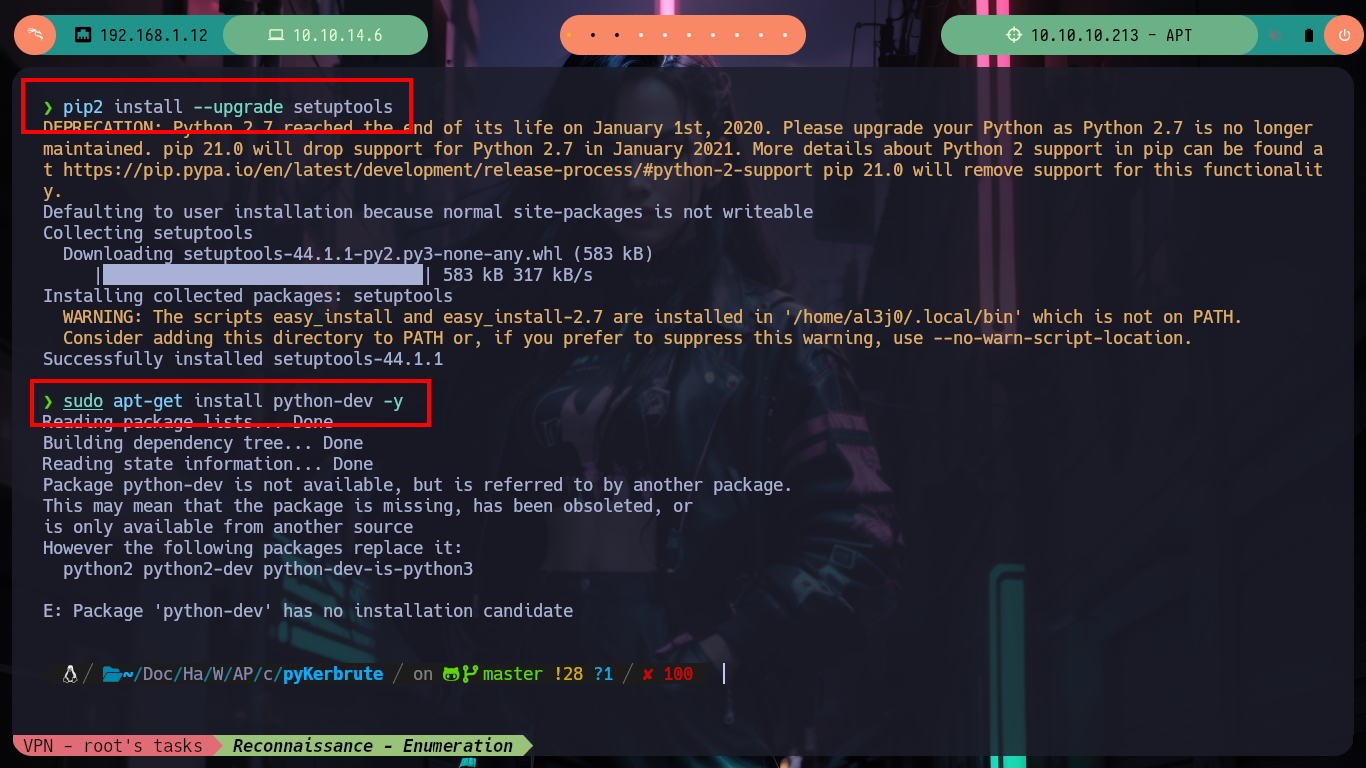 192.168.1.12 10.10.14.6 10.10.10.213 - APT
❯ pip2 install --upgrade setuptools
DEPRECATION: Python 2.7 reached the end of its life on January 1st, 2020. Please upgrade your Python as Python 2.7 is no longer
maintained. pip 21.0 will drop support for Python 2.7 in January 2021. More details about Python 2 support in pip can be found a
t https://pip.pypa.io/en/latest/development/release-process/#python-2-support pip 21.0 will remove support for this functionalit
y.
Defaulting to user installation because normal site-packages is not writeable
Collecting setuptools
Downloading setuptools-44.1.1-py2.py3-none-any.whl (583 kB)
|████████████████████████████████| 583 kB 317 kB/s
Installing collected packages: setuptools
WARNING: The scripts easy_install and easy_install-2.7 are installed in '/home/al3j0/.local/bin' which is not on PATH.
Consider adding this directory to PATH or, if you prefer to suppress this warning, use --no-warn-script-location.
Successfully installed setuptools-44.1.1
❯ sudo apt-get install python-dev -y
Reading package lists... Done
Building dependency tree... Done
Reading state information... Done
Package python-dev is not available, but is referred to by another package.
This may mean that the package is missing, has been obsoleted, or
is only available from another source
However the following packages replace it:
python2 python2-dev python-dev-is-python3
E: Package 'python-dev' has no installation candidate
/ ~/Doc/Ha/W/AP/c/pyKerbrute / on master !28 ?1 / ✘ 100
VPN - root's tasks Reconnaissance - Enumeration